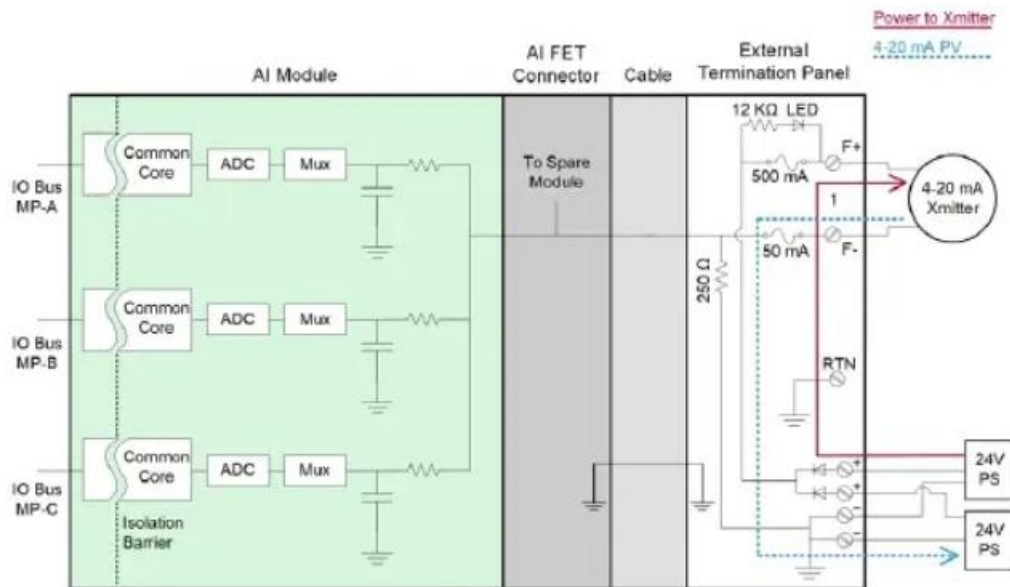 Power to Xmitter
4-20 mA PV
AI Module
AI FET
Connector
Cable
External
Termination Panel
12 KΩ LED
F+
500 mA
4-20 mA
Xmitter
1
F-
50 mA
250 Ω
RTN
To Spare
Module
Common
Core
ADC
Mux
IO Bus
MP-A
Common
Core
ADC
Mux
IO Bus
MP-B
Common
Core
ADC
Mux
IO Bus
MP-C
Isolation
Barrier
+
+
−
−
24V
PS
24V
PS